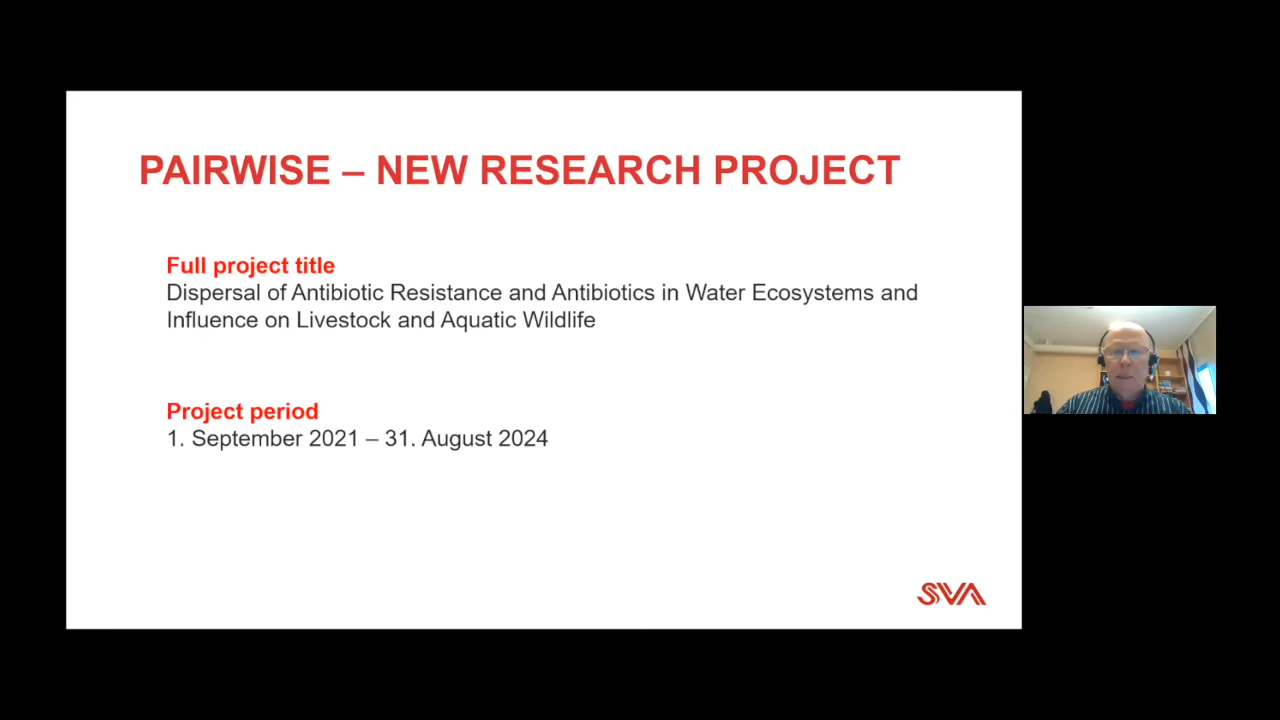 PAIRWISE – NEW RESEARCH PROJECT
Full project title
Dispersal of Antibiotic Resistance and Antibiotics in Water Ecosystems and
Influence on Livestock and Aquatic Wildlife
Project period
1. September 2021 – 31. August 2024
SVA